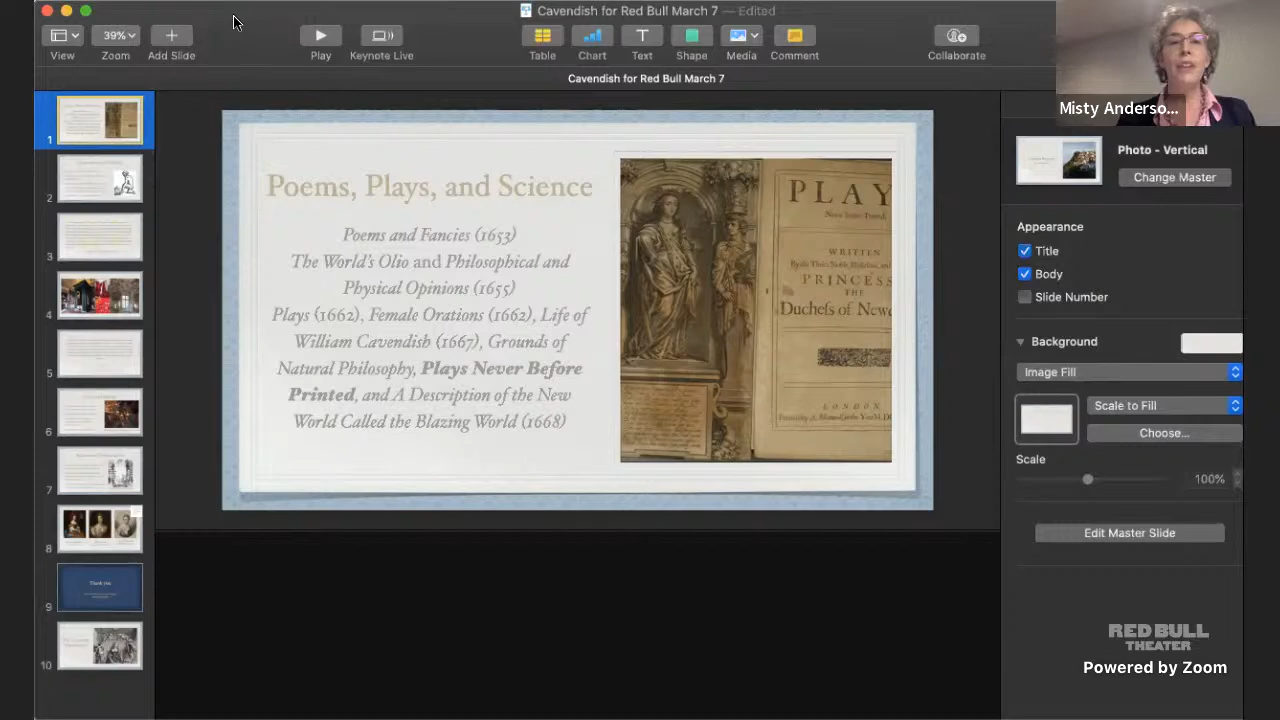 Cavendish for Red Bull March 7 — Edited
39%
View
Zoom
Add Slide
Play
Keynote Live
Table
Chart
Text
Shape
Media
Comment
Collaborate
Cavendish for Red Bull March 7
Misty Anderso...
1
2
3
4
5
6
7
8
9
10
Thank you
Poems, Plays, and Science
Poems and Fancies (1653)
The World's Olio and Philosophical and
Physical Opinions (1655)
Plays (1662), Female Orations (1662), Life of
William Cavendish (1667), Grounds of
Natural Philosophy, Plays Never Before
Printed, and A Description of the New
World Called the Blazing World (1668)
PLAY
WRITTEN
PRINCESS
THE
Duchess of Newc
LONDON
Photo - Vertical
Change Master
Appearance
Title
Body
Slide Number
Background
Image Fill
Scale to Fill
Choose...
Scale
100%
Edit Master Slide
RED BULL
THEATER
Powered by Zoom